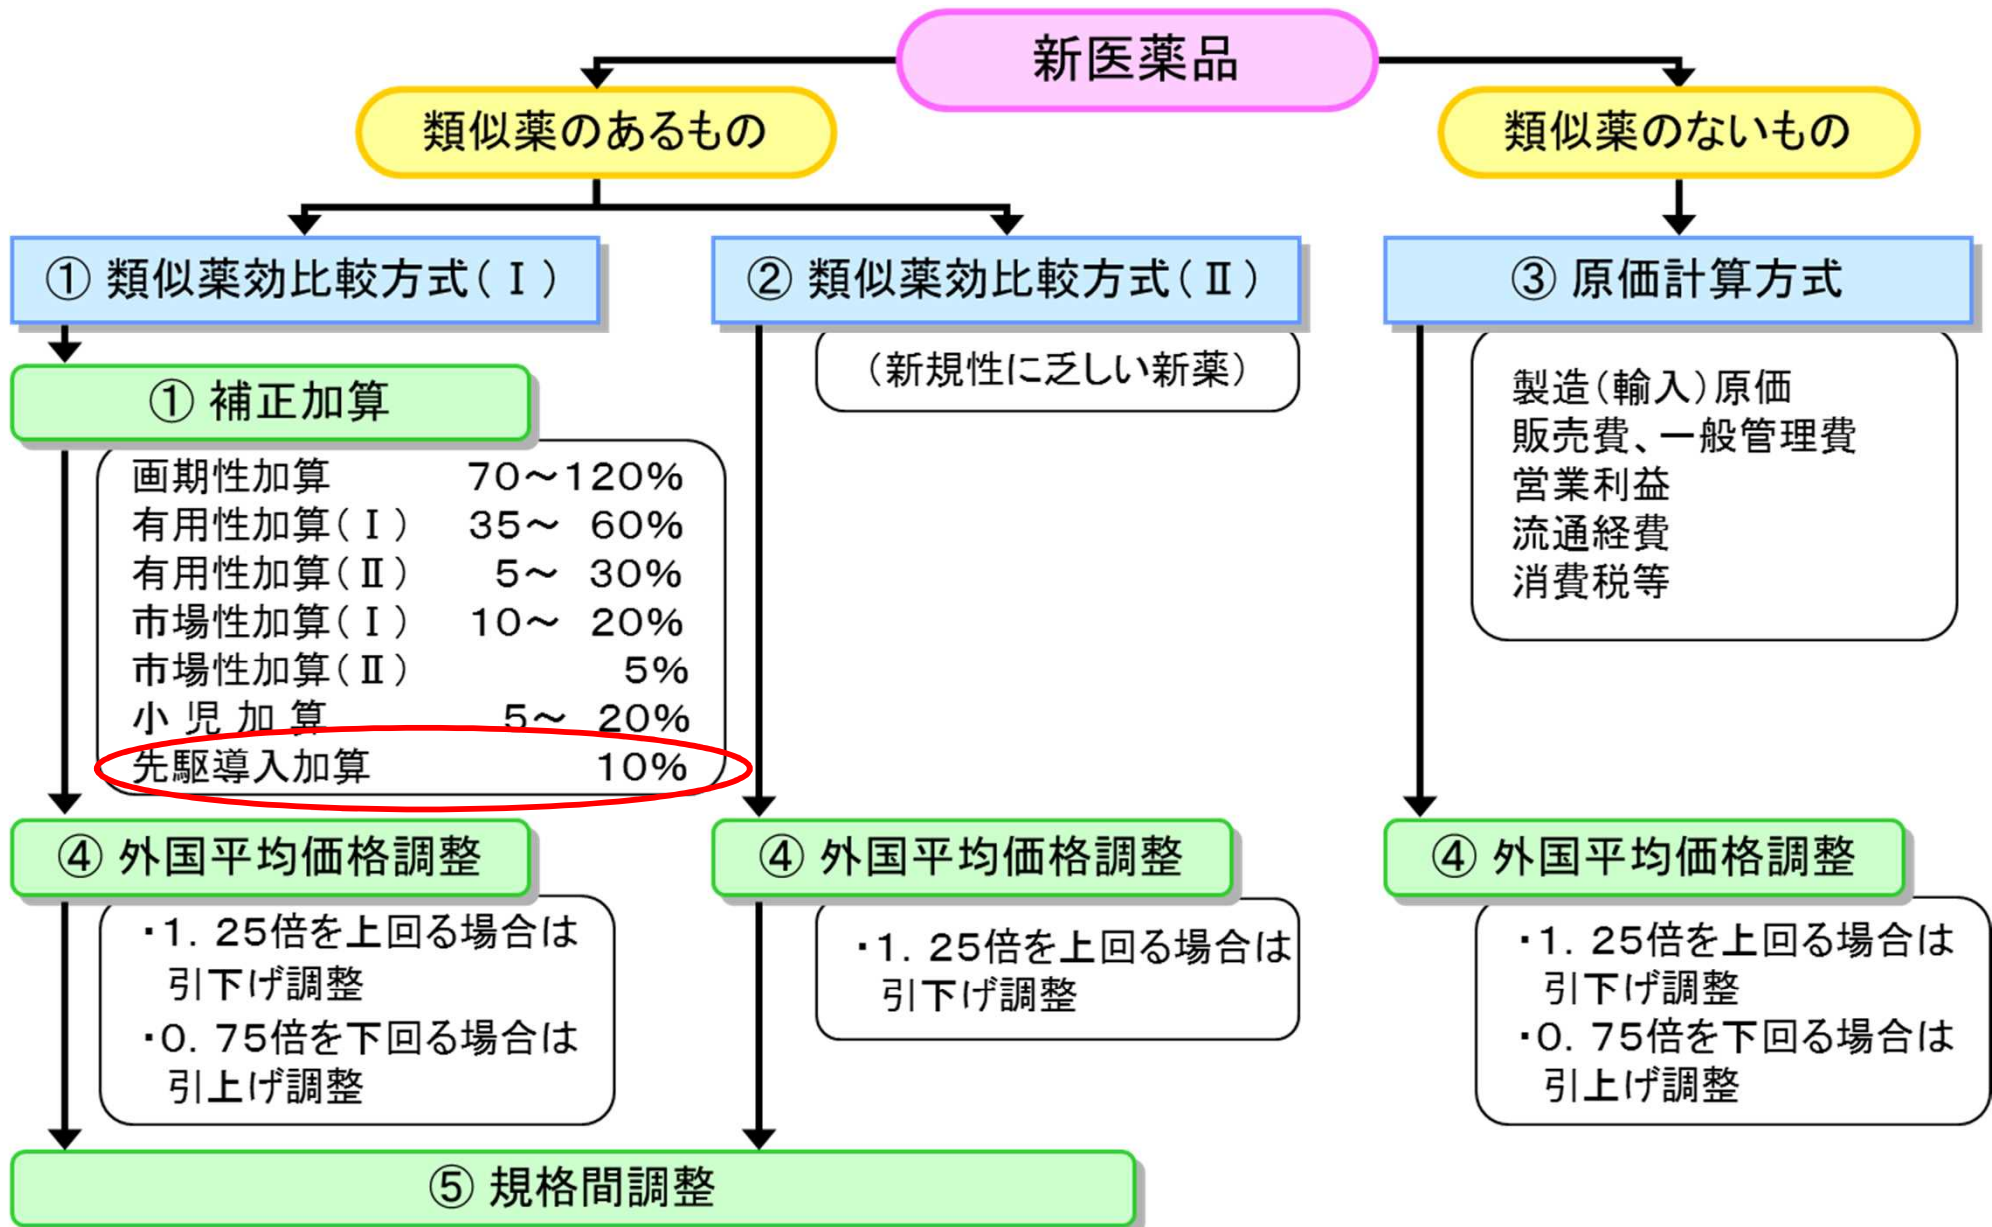 新医薬品
類似薬のあるもの
類似薬のないもの
① 類似薬効比較方式(Ⅰ)
② 類似薬効比較方式(Ⅱ)
③ 原価計算方式
(新規性に乏しい新薬)
製造(輸入)原価
販売費、一般管理費
営業利益
流通経費
消費税等
① 補正加算
画期性加算 70~120%
有用性加算(Ⅰ) 35~ 60%
有用性加算(Ⅱ) 5~ 30%
市場性加算(Ⅰ) 10~ 20%
市場性加算(Ⅱ) 5%
小 児 加 算 5~ 20%
先駆導入加算 10%
④ 外国平均価格調整
・1. 25倍を上回る場合は
引下げ調整
・0. 75倍を下回る場合は
引上げ調整
④ 外国平均価格調整
・1. 25倍を上回る場合は
引下げ調整
④ 外国平均価格調整
・1. 25倍を上回る場合は
引下げ調整
・0. 75倍を下回る場合は
引上げ調整
⑤ 規格間調整